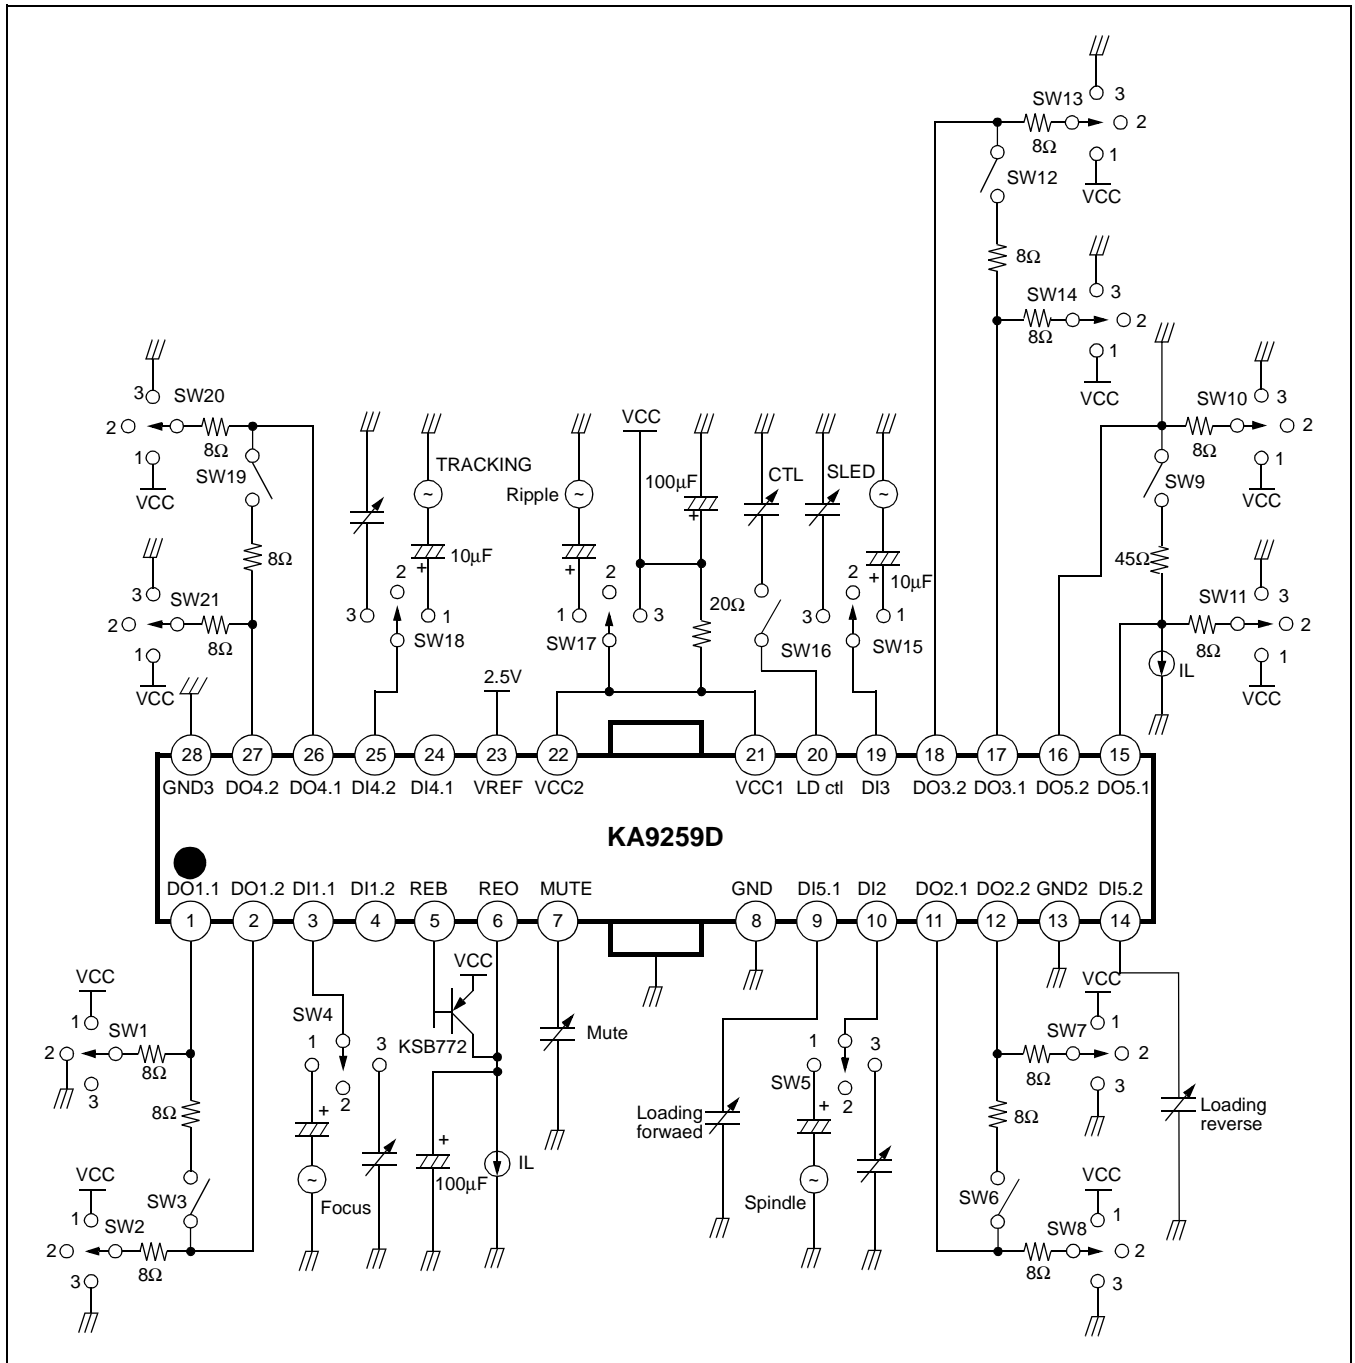 SW13
3
2
8Ω
1
SW12
VCC
8Ω
SW14
3
2
8Ω
1
VCC
3
SW20
2
8Ω
1
SW19
VCC
8Ω
3
SW21
2
8Ω
1
VCC
TRACKING
10μF
2
3
1
SW18
2.5V
Ripple
2
1
SW17
3
VCC
100μF
20Ω
CTL
SW16
SLED
2
10μF
3
1
SW15
SW10
3
2
8Ω
1
SW9
VCC
45Ω
SW11
3
2
8Ω
1
IL
VCC
28 27 26 25 24 23 22 21 20 19 18 17 16 15
GND3 DO4.2 DO4.1 DI4.2 DI4.1 VREF VCC2 VCC1 LD ctl DI3 DO3.2 DO3.1 DO5.2 DO5.1
KA9259D
DO1.1 DO1.2 DI1.1 DI1.2 REB REO MUTE GND DI5.1 DI2 DO2.1 DO2.2 GND2 DI5.2
1 2 3 4 5 6 7 8 9 10 11 12 13 14
VCC
1
SW1
2
8Ω
3
8Ω
SW3
VCC
1
SW2
2
8Ω
3
SW4
1
3
2
Focus
VCC
KSB772
+
100μF
IL
Mute
Loading
forwaed
1
3
SW5
2
Spindle
VCC
1
SW7
2
8Ω
3
8Ω
SW6
VCC
1
SW8
2
8Ω
3
Loading
reverse